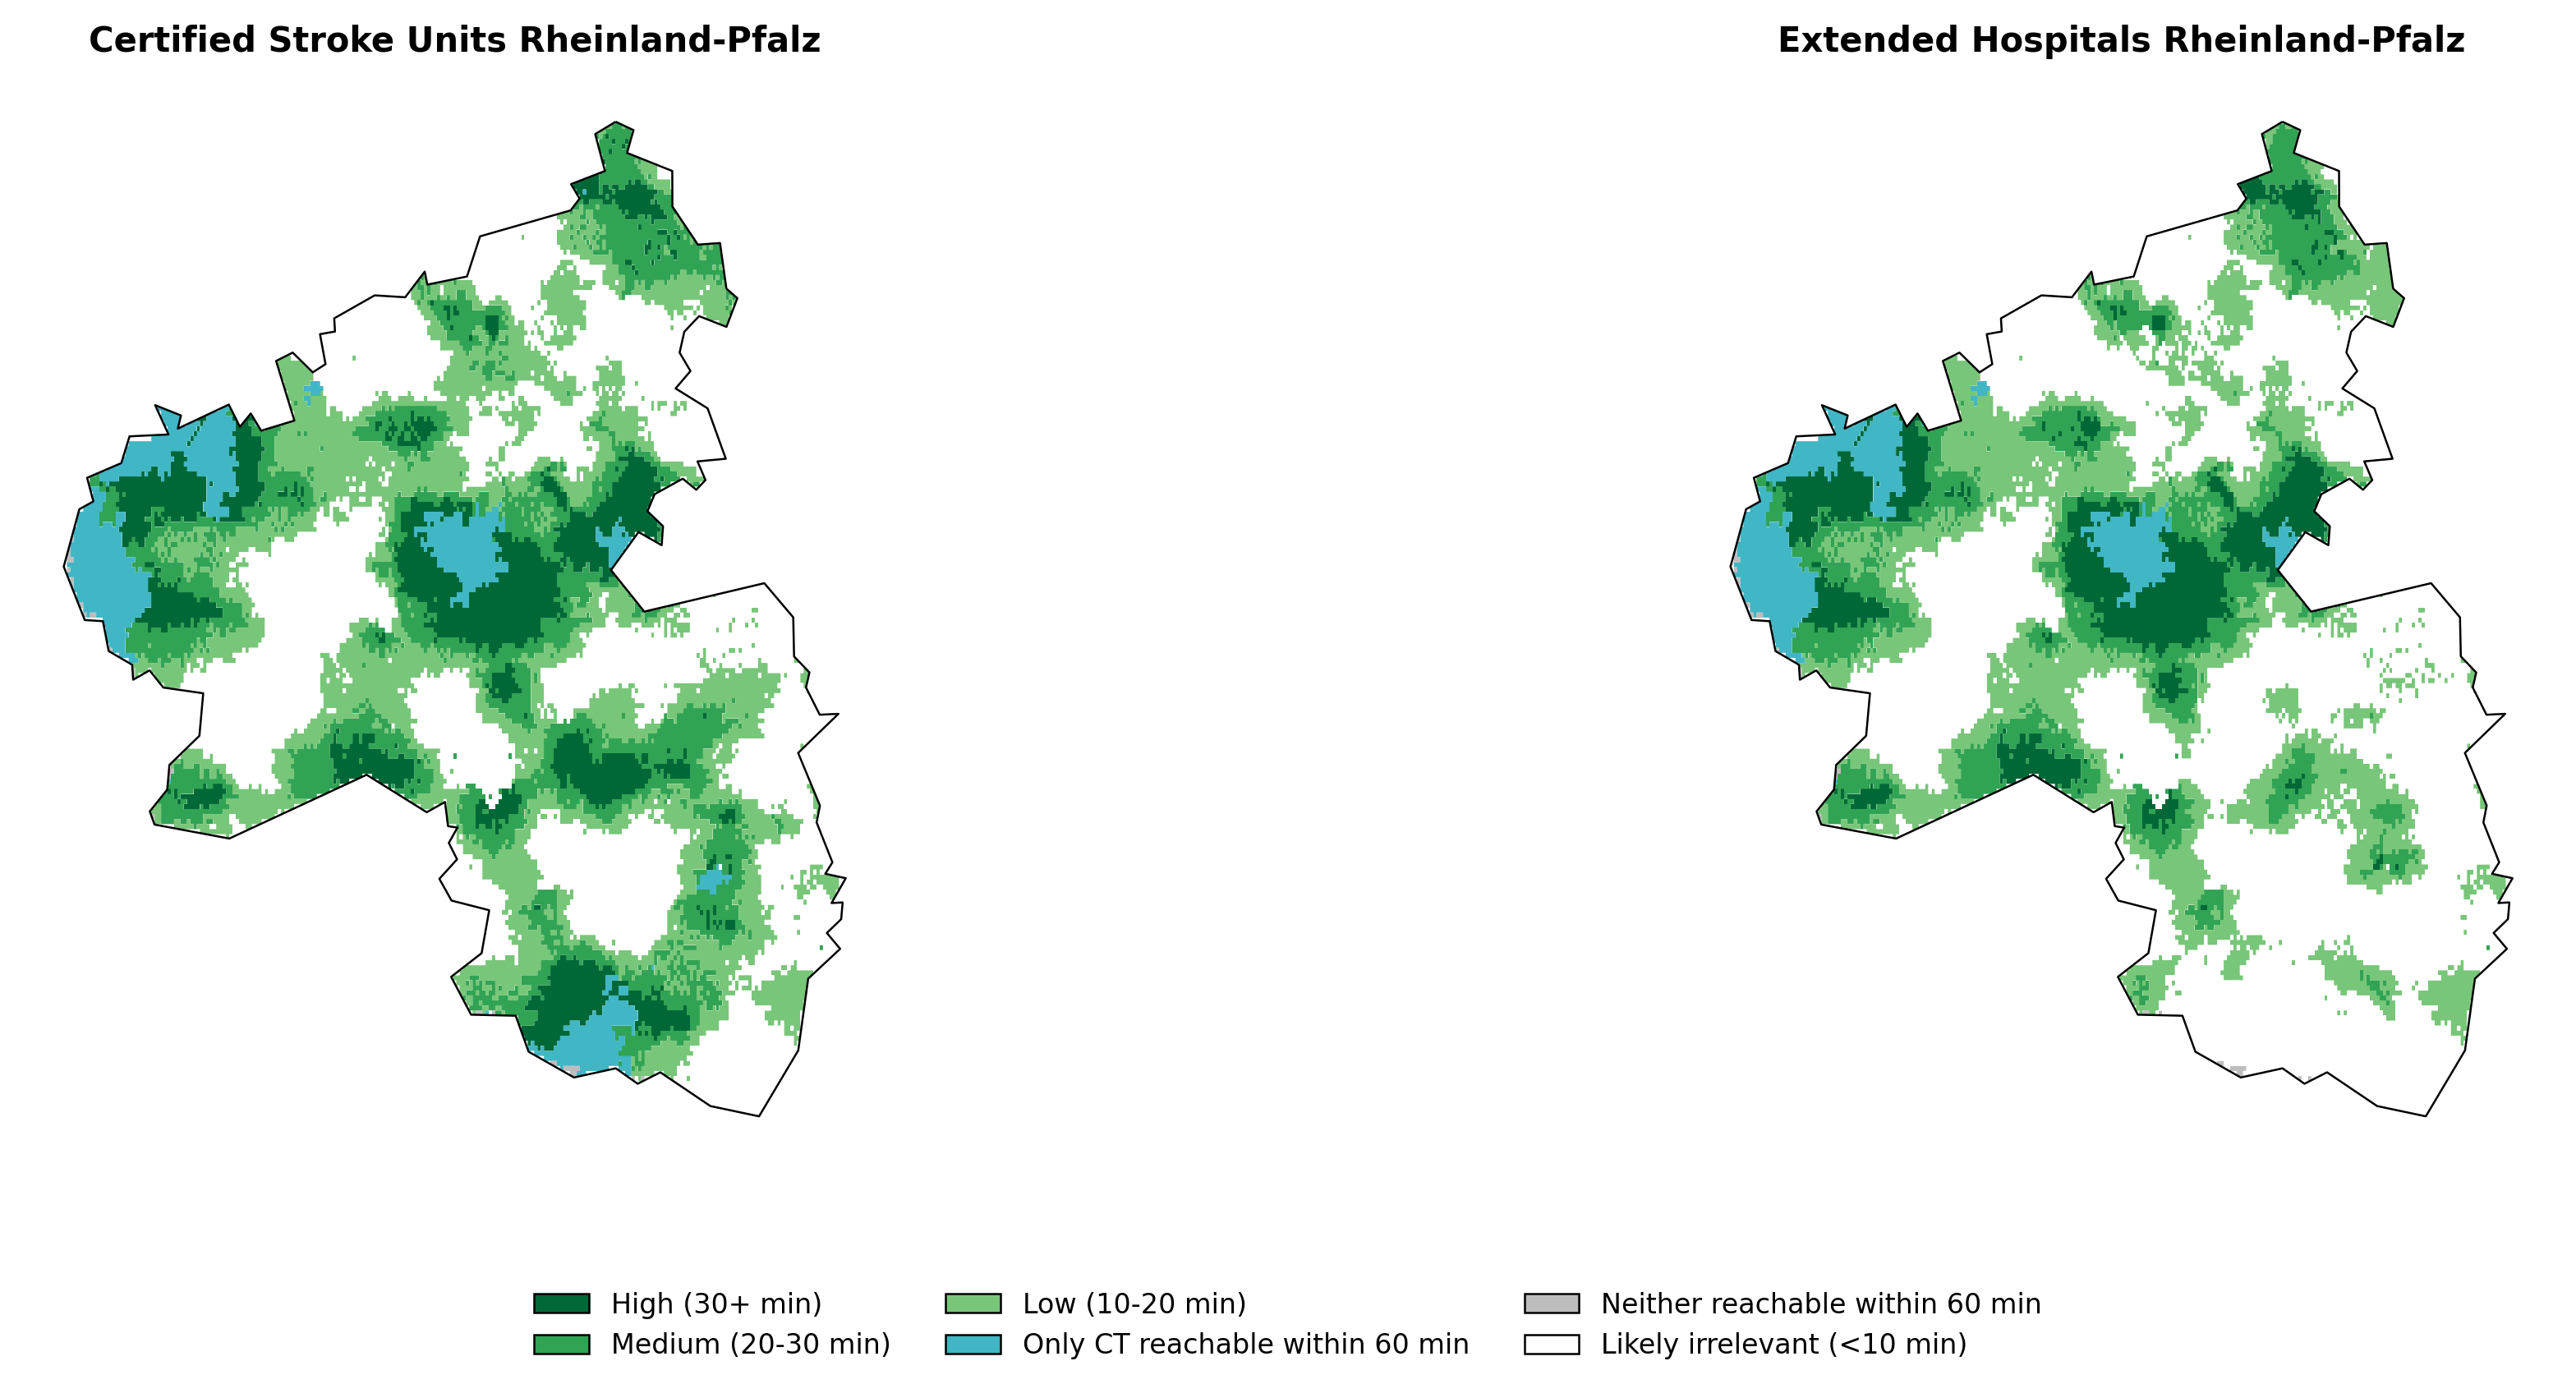 Certified Stroke Units Rheinland-Pfalz
Extended Hospitals Rheinland-Pfalz
High (30+ min)
Medium (20-30 min)
Low (10-20 min)
Only CT reachable within 60 min
Neither reachable within 60 min
Likely irrelevant (<10 min)